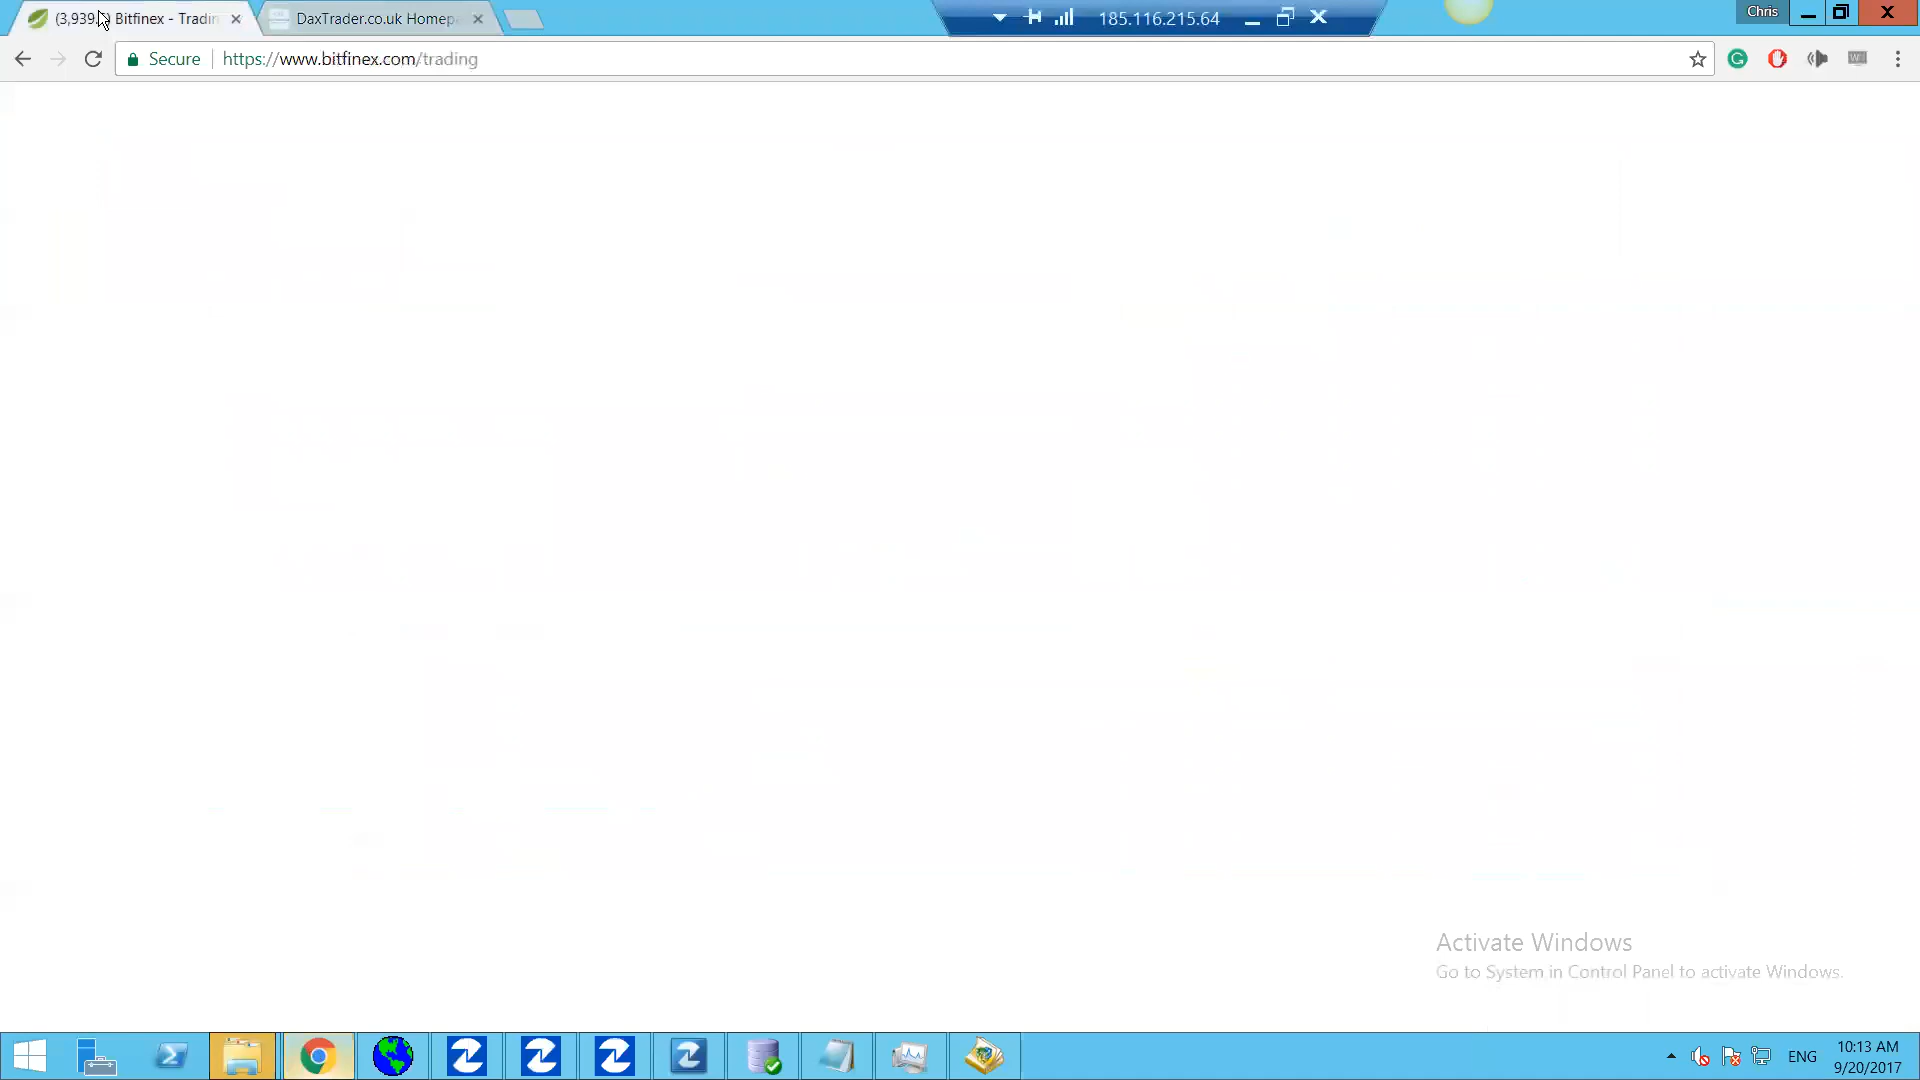 (3,939. ) Bitfinex - Tradin
DaxTrader.co.uk Homep
185.116.215.64
Chris
Secure
https://www.bitfinex.com/trading
Activate Windows
Go to System in Control Panel to activate Windows.
ENG
10:13 AM
9/20/2017